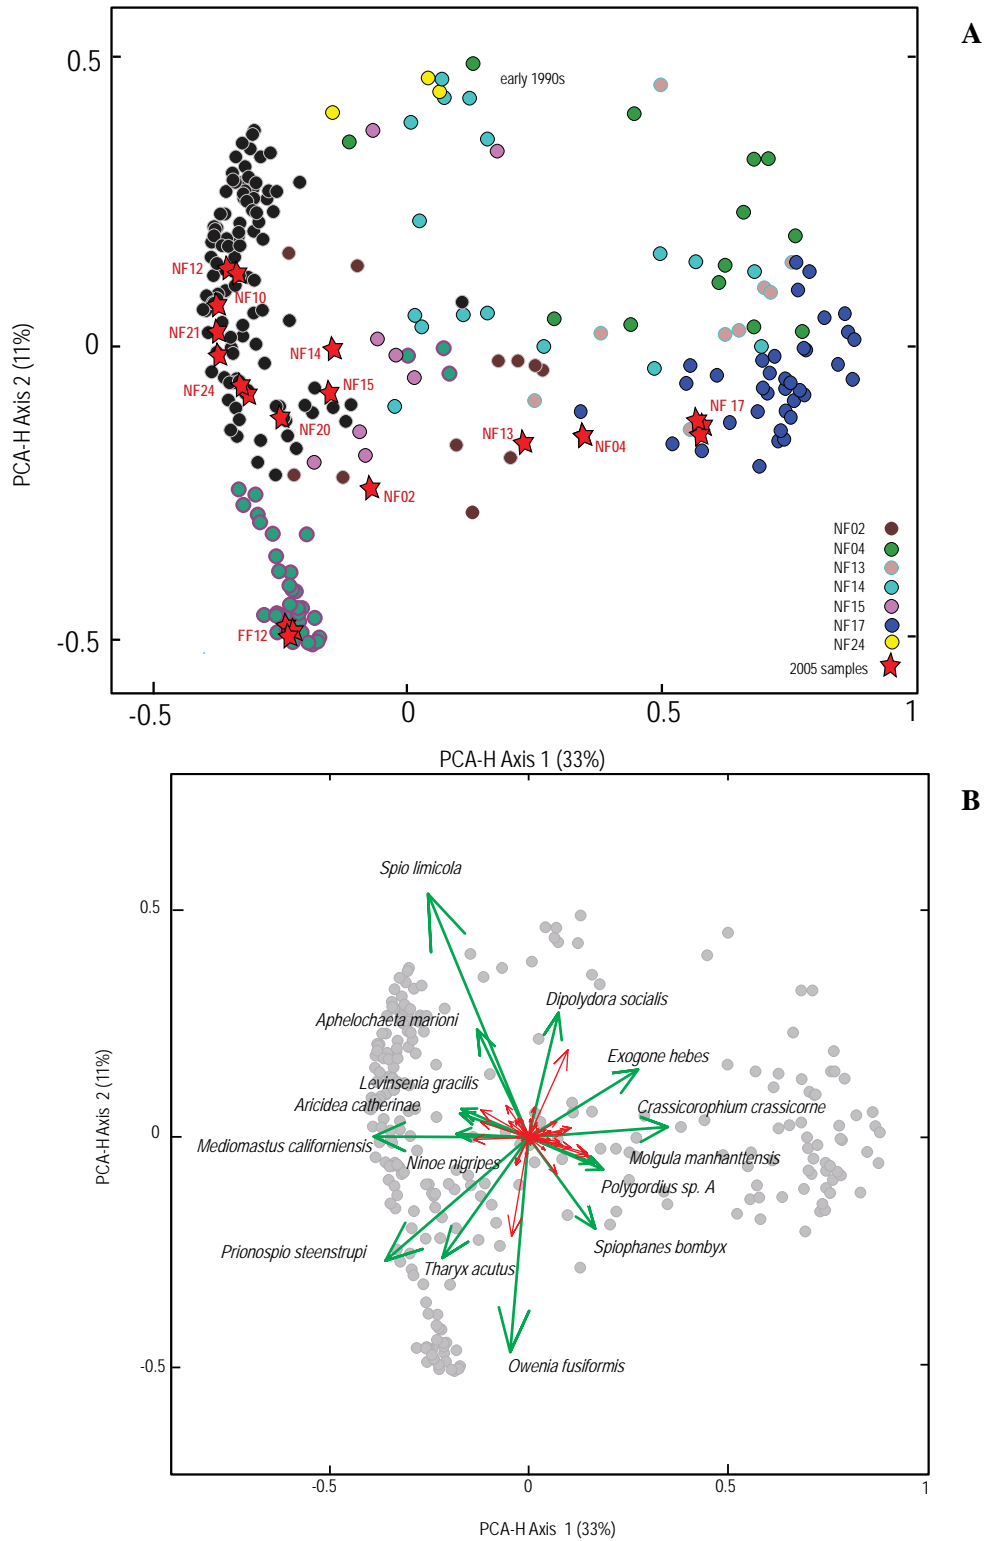 A
0.5
early 1990s
NF12
NF10
NF21
0
NF14
NF24
NF15
NF20
NF 17
NF13
NF04
NF02
PCA-H Axis 2 (11%)
NF02
NF04
NF13
NF14
NF15
NF17
NF24
2005 samples
FF12
-0.5
-0.5
0
0.5
1
PCA-H Axis 1 (33%)
B
Spio limicola
0.5
Dipolydora socialis
Aphelochaeta marioni
Exogone hebes
Levinsenia gracilis
Aricidea catherinae
Crassicorophium crassicorne
0
Mediomastus californiensis
Ninoe nigripes
Molgula manhanttensis
Polygordius sp. A
PCA-H Axis 2 (11%)
Prionospio steenstrupi
Tharyx acutus
Spiophanes bombyx
Owenia fusiformis
-0.5
-0.5
0
0.5
1
PCA-H Axis 1 (33%)